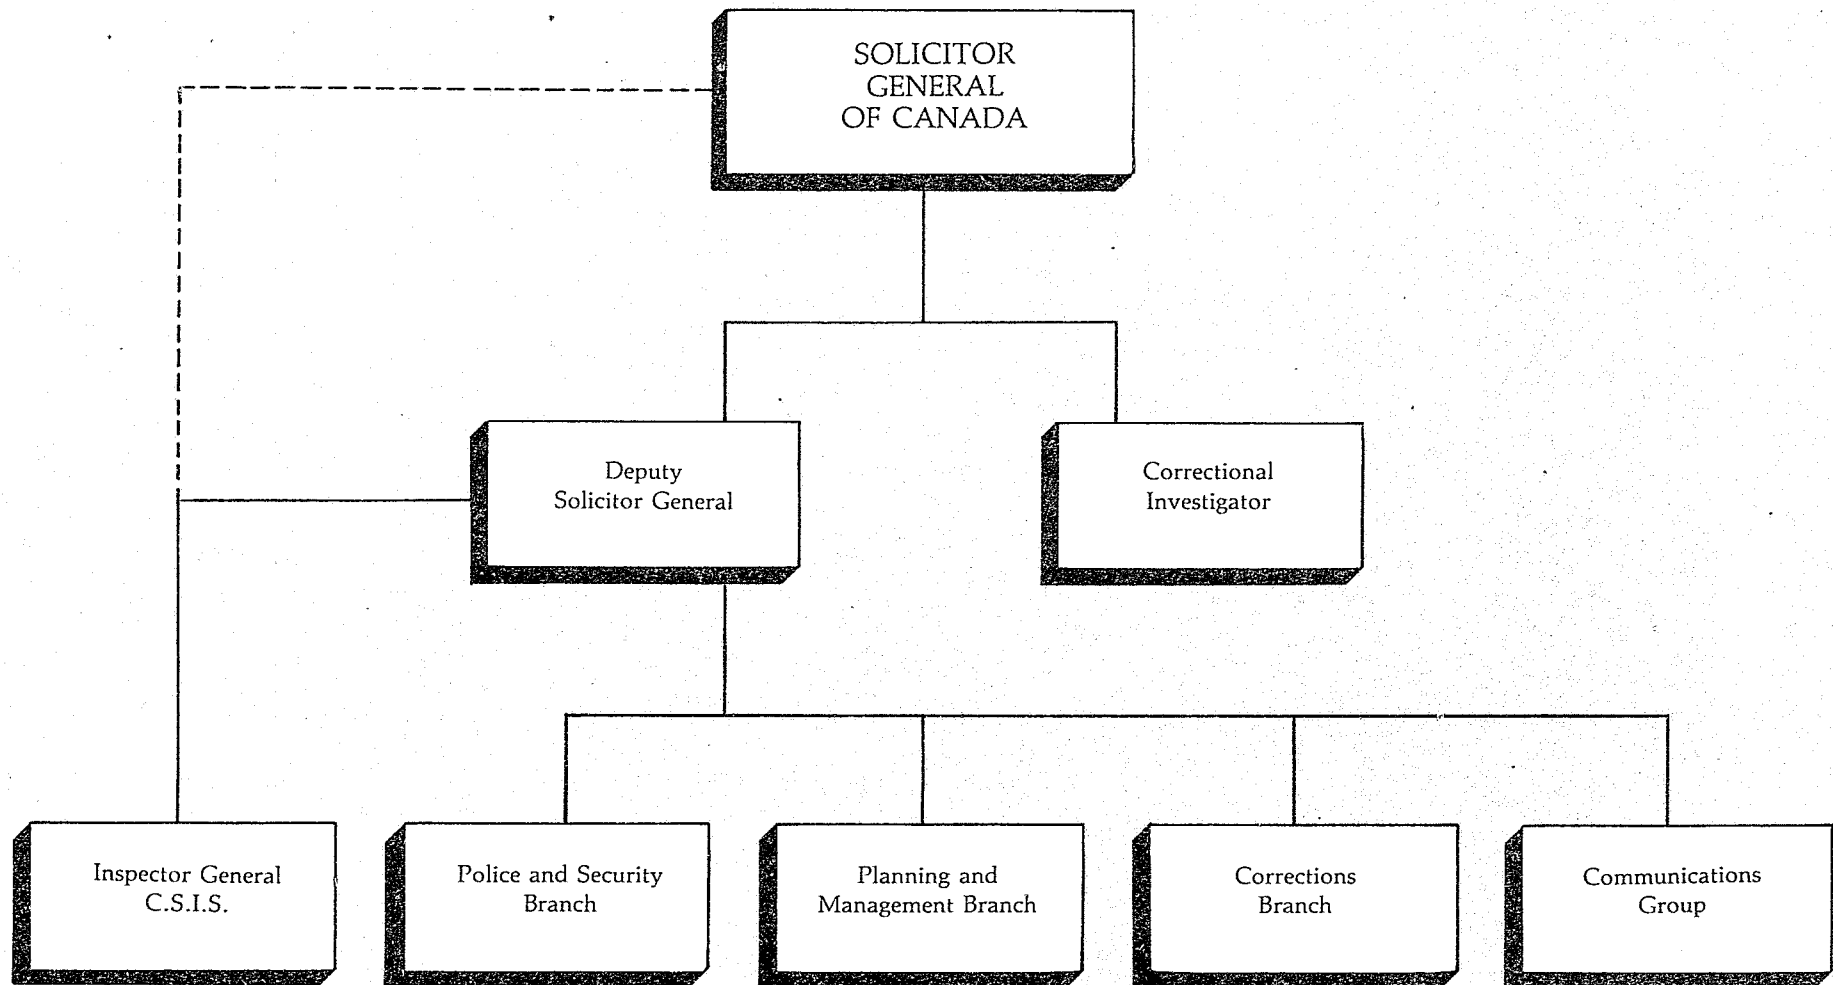 SOLICITOR
GENERAL
OF CANADA
Deputy
Solicitor General
Correctional
Investigator
Inspector General
C.S.I.S.
Police and Security
Branch
Planning and
Management Branch
Corrections
Branch
Communications
Group